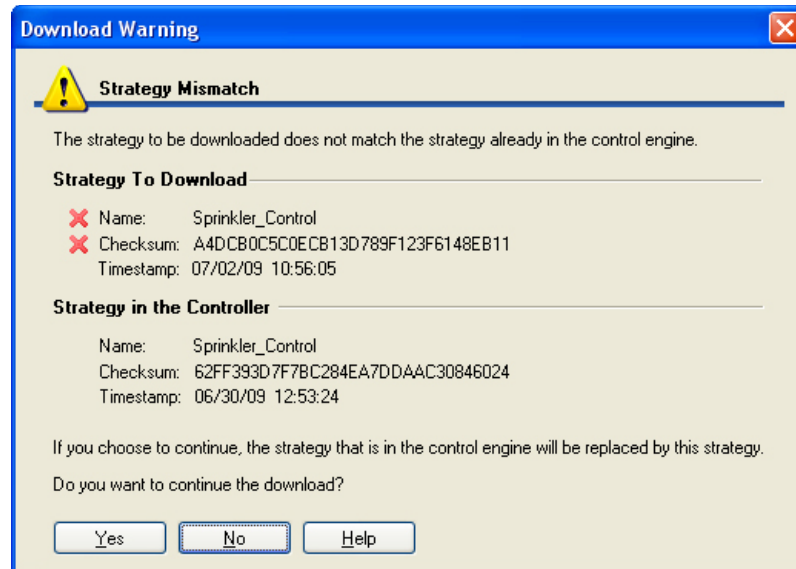 Download Warning
Strategy Mismatch
The strategy to be downloaded does not match the strategy already in the control engine.
Strategy To Download
Name: Sprinkler_Control
Checksum: A4DCB0C5C0ECB13D789F123F6148EB11
Timestamp: 07/02/09 10:56:05
Strategy in the Controller
Name: Sprinkler_Control
Checksum: 62FF393D7F7BC284EA7DDAAC30846024
Timestamp: 06/30/09 12:53:24
If you choose to continue, the strategy that is in the control engine will be replaced by this strategy.
Do you want to continue the download?
Yes No Help